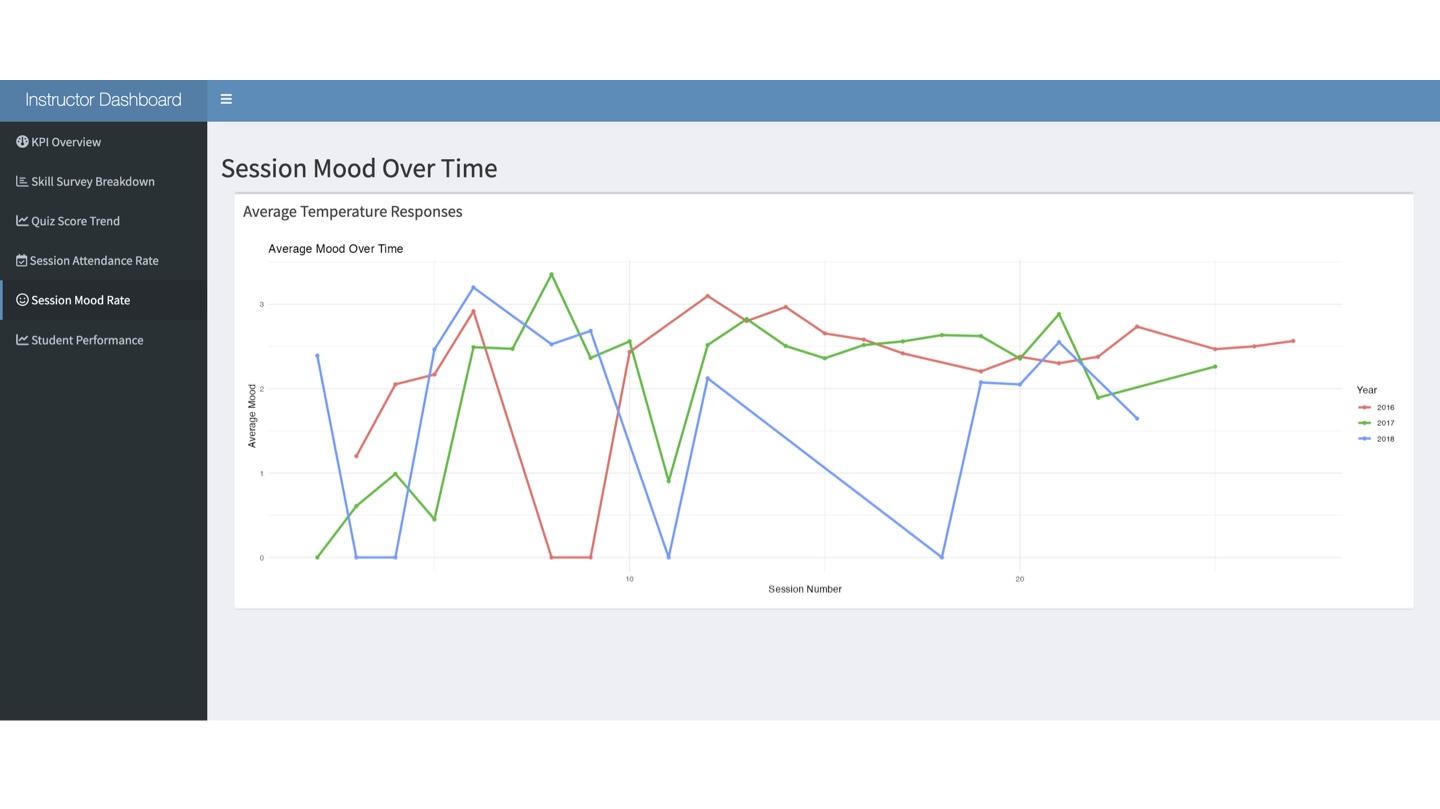 Instructor Dashboard
KPI Overview
Skill Survey Breakdown
Quiz Score Trend
Session Attendance Rate
Session Mood Rate
Student Performance
Session Mood Over Time
Average Temperature Responses
Average Mood Over Time
Average Mood
3
2
1
0
10
20
Session Number
Year
2016
2017
2018